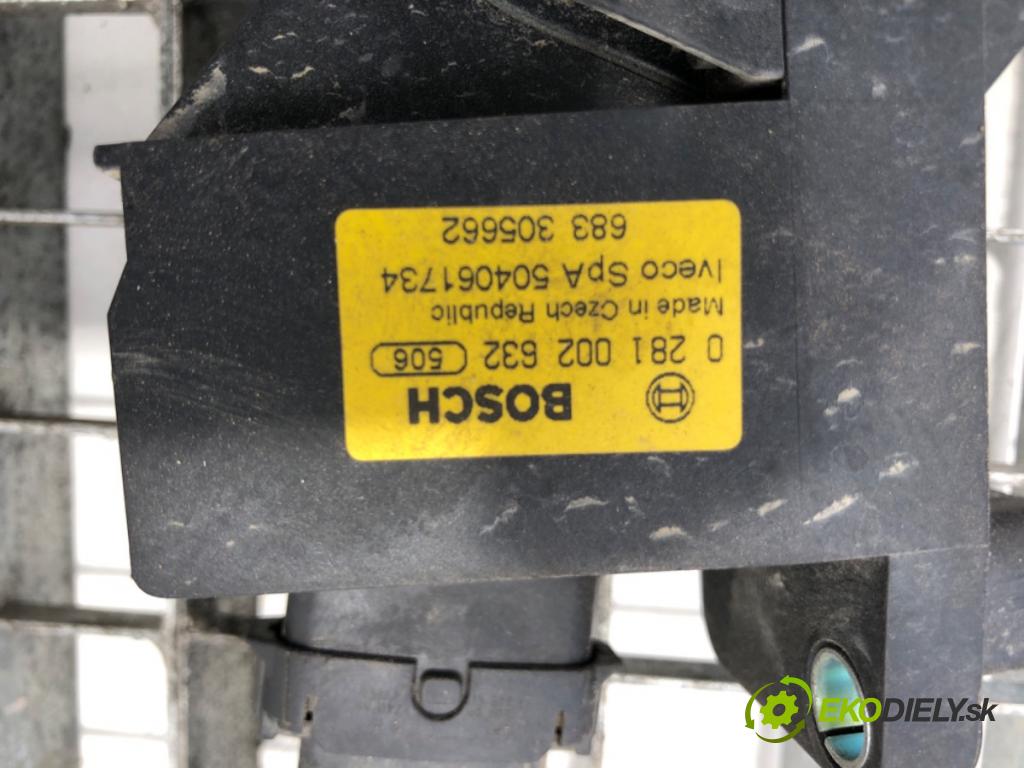 BOSCH
0 281 002 632 506
Made in Czech Republic
Iveco SpA 504061734
683 305662
EKODIELY.sk